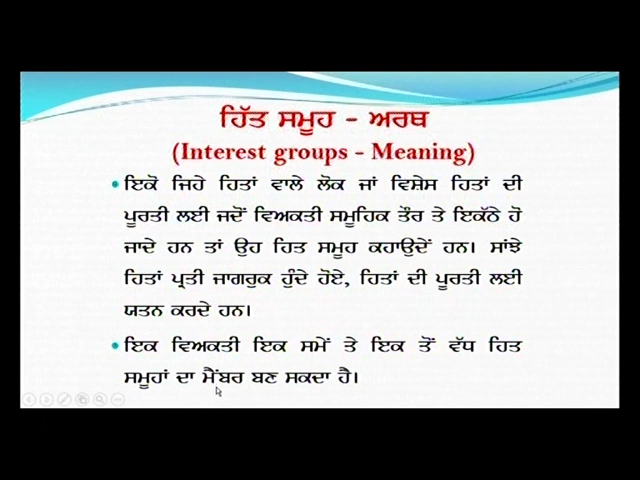 ਹਿੱਤ ਸਮੂਹ - ਅਰਥ
(Interest groups - Meaning)
• ਇਕੋ ਜਿਹੇ ਹਿਤਾਂ ਵਾਲੇ ਲੋਕ ਜਾਂ ਵਿਸ਼ੇਸ ਹਿਤਾਂ ਦੀ
ਪੂਰਤੀ ਲਈ ਜਦੋਂ ਵਿਅਕਤੀ ਸਮੂਹਿਕ ਤੌਰ ਤੇ ਇਕੱਠੇ ਹੋ
ਜਾਦੇ ਹਨ ਤਾਂ ਉਹ ਹਿਤ ਸਮੂਹ ਕਹਾਉਦੇਂ ਹਨ। ਸਾਂਝੇ
ਹਿਤਾਂ ਪ੍ਰਤੀ ਜਾਗਰੁਕ ਹੁੰਦੇ ਹੋਏ, ਹਿਤਾਂ ਦੀ ਪੂਰਤੀ ਲਈ
ਯਤਨ ਕਰਦੇ ਹਨ।
• ਇਕ ਵਿਅਕਤੀ ਇਕ ਸਮੇਂ ਤੇ ਇਕ ਤੋਂ ਵੱਧ ਹਿਤ
ਸਮੂਹਾਂ ਦਾ ਮੈਂਬਰ ਬਣ ਸਕਦਾ ਹੈ।